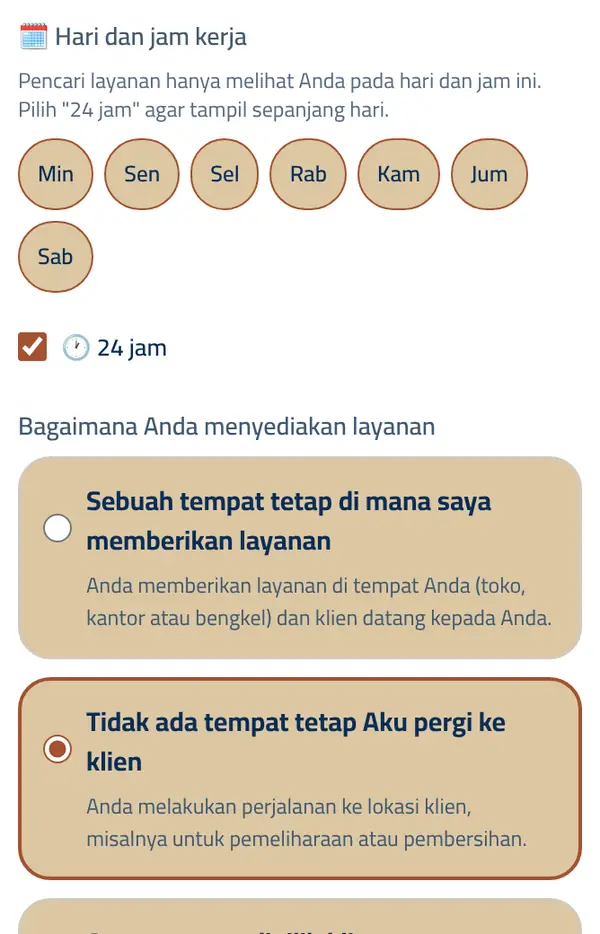 Hari dan jam kerja
Pencari layanan hanya melihat Anda pada hari dan jam ini.
Pilih "24 jam" agar tampil sepanjang hari.
Min Sen Sel Rab Kam Jum
Sab
24 jam
Bagaimana Anda menyediakan layanan
Sebuah tempat tetap di mana saya
memberikan layanan
Anda memberikan layanan di tempat Anda (toko,
kantor atau bengkel) dan klien datang kepada Anda.
Tidak ada tempat tetap Aku pergi ke
klien
Anda melakukan perjalanan ke lokasi klien,
misalnya untuk pemeliharaan atau pembersihan.